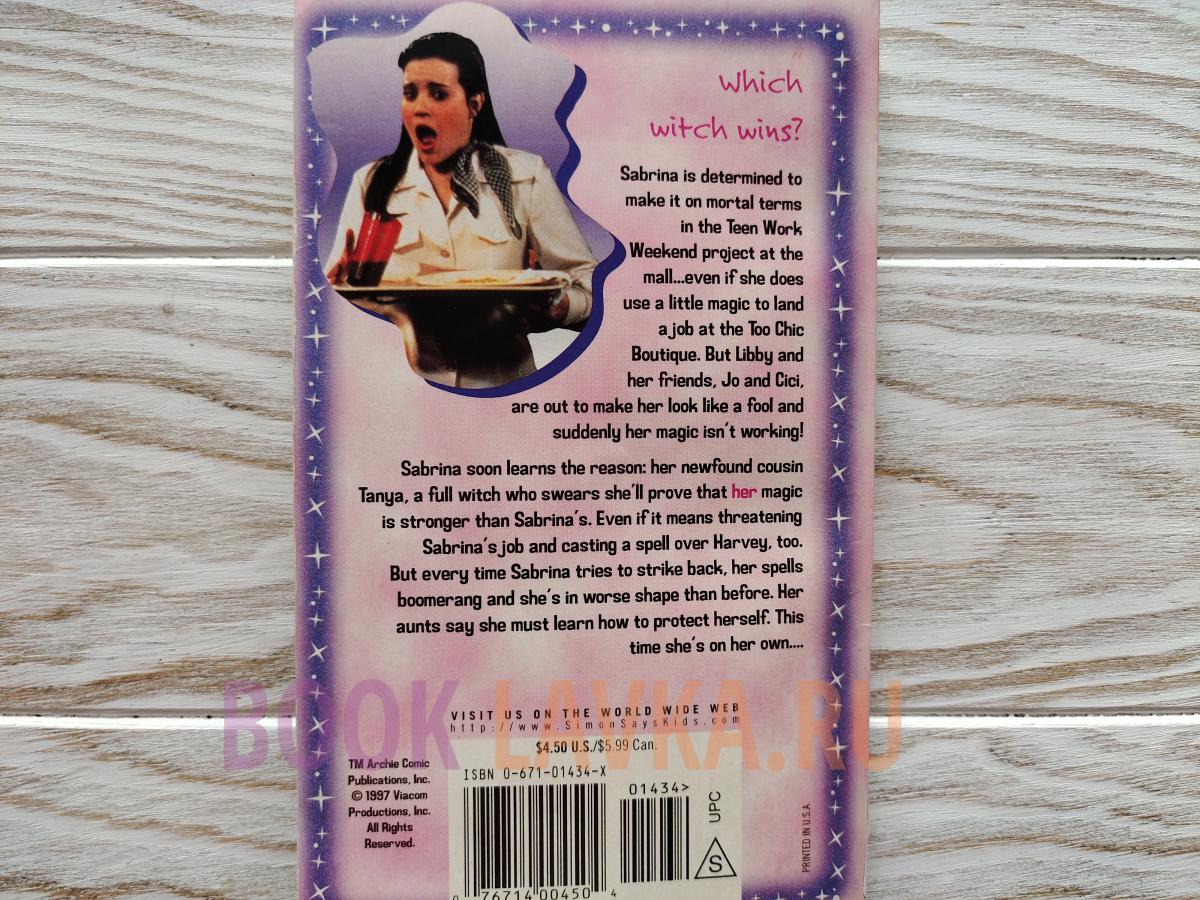 Which
witch wins?
Sabrina is determined to
make it on mortal terms
in the Teen Work
Weekend project at the
mall...even if she does
use a little magic to land
a job at the Too Chic
Boutique. But Libby and
her friends, Jo and Cici,
are out to make her look like a fool and
suddenly her magic isn't working!
Sabrina soon learns the reason: her newfound cousin
Tanya, a full witch who swears she'll prove that her magic
is stronger than Sabrina's. Even if it means threatening
Sabrina's job and casting a spell over Harvey, too.
But every time Sabrina tries to strike back, her spells
boomerang and she's in worse shape than before. Her
aunts say she must learn how to protect herself. This
time she's on her own....
BOOK-LAVKA.RU
VISIT US ON THE WORLD WIDE WEB
http://www.SimonSaysKids.com
$4.50 U.S./$5.99 Can.
TM Archie Comic
Publications, Inc.
© 1997 Viacom
Productions, Inc.
All Rights
Reserved.
ISBN 0-671-01434-X
01434>
0 76714 00450 4
UPC
S
PRINTED IN U.S.A.